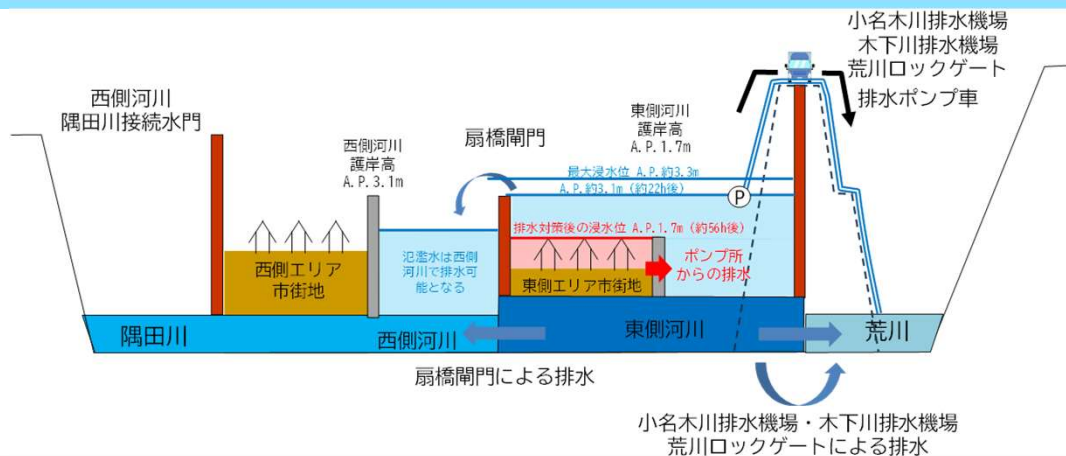 小名木川排水機場
木下川排水機場
荒川ロックゲート
排水ポンプ車
西側河川
隅田川接続水門
西側河川
護岸高
A.P.3.1m
扇橋閘門
東側河川
護岸高
A.P.1.7m
最大浸水位 A.P.約3.3m
A.P.約3.1m（約22h後）
P
排水対策後の浸水位 A.P.1.7m（約56h後）
西側エリア
市街地
氾濫水は西側
河川で排水可
能となる
東側エリア市街地
ポンプ所
からの排水
隅田川
西側河川
東側河川
荒川
扇橋閘門による排水
小名木川排水機場・木下川排水機場
荒川ロックゲートによる排水